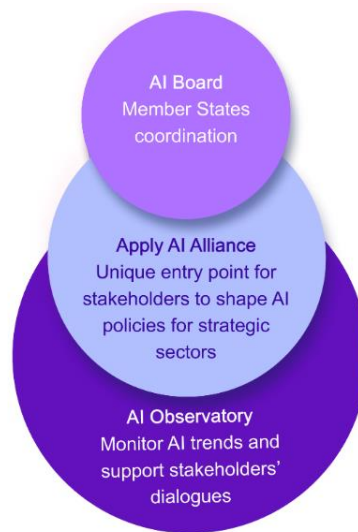 AI Board
Member States
coordination
Apply AI Alliance
Unique entry point for
stakeholders to shape AI
policies for strategic
sectors
AI Observatory
Monitor AI trends and
support stakeholders’
dialogues